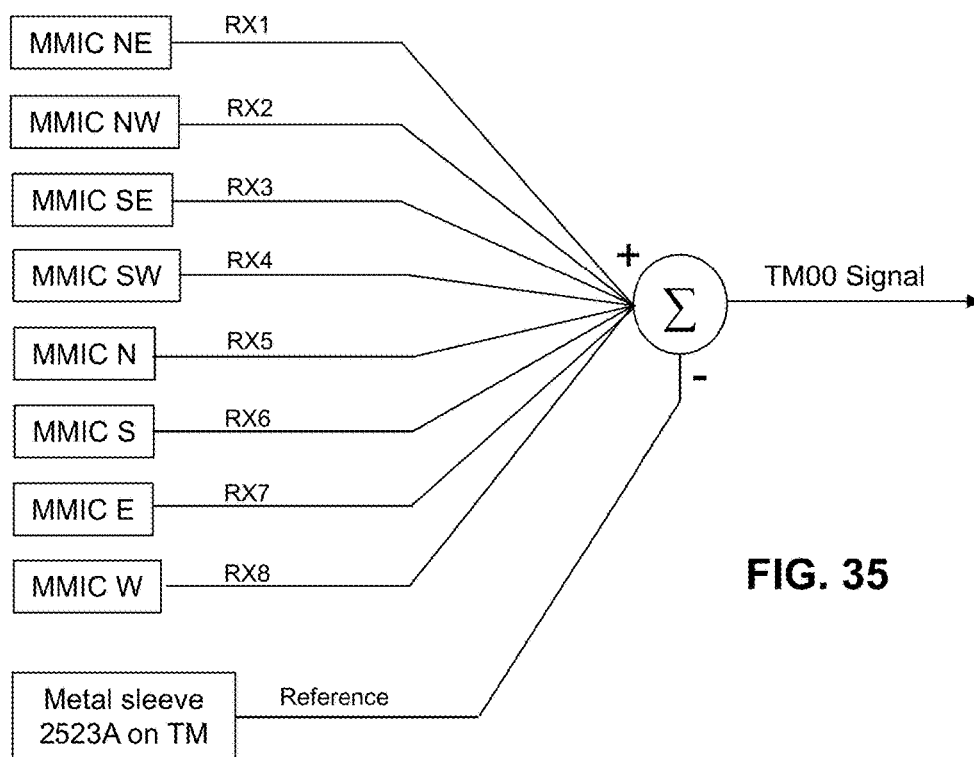 MMIC NE
RX1
MMIC NW
RX2
MMIC SE
RX3
MMIC SW
RX4
MMIC N
RX5
MMIC S
RX6
MMIC E
RX7
MMIC W
RX8
+
Σ
-
TM00 Signal
FIG. 35
Metal sleeve
2523A on TM
Reference